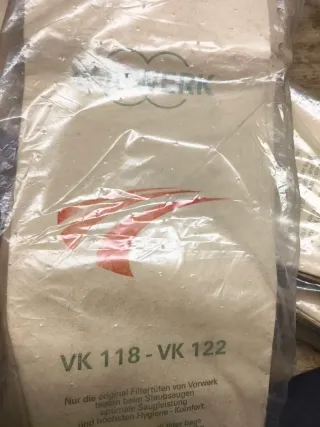 VORWERK
VK 118 - VK 122
Nur die original Filtertüten von Vorwerk
bieten beim Staubsaugen
optimale Saugleistung
und höchsten Hygiene - Komfort.